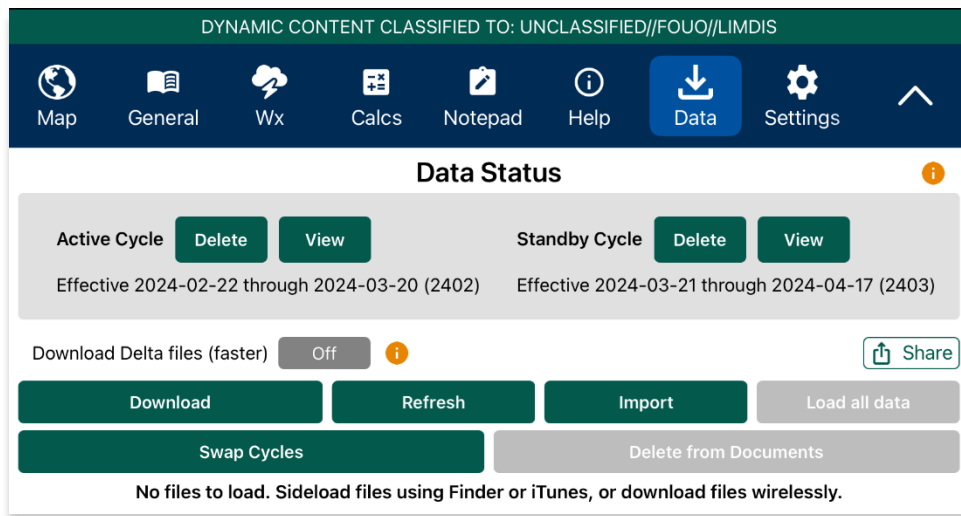 DYNAMIC CONTENT CLASSIFIED TO: UNCLASSIFIED//FOUO//LIMDIS
Map General Wx Calcs Notepad Help Data Settings
Data Status
Active Cycle Delete View Standby Cycle Delete View
Effective 2024-02-22 through 2024-03-20 (2402) Effective 2024-03-21 through 2024-04-17 (2403)
Download Delta files (faster) Off Share
Download Refresh Import Load all data
Swap Cycles Delete from Documents
No files to load. Sideload files using Finder or iTunes, or download files wirelessly.